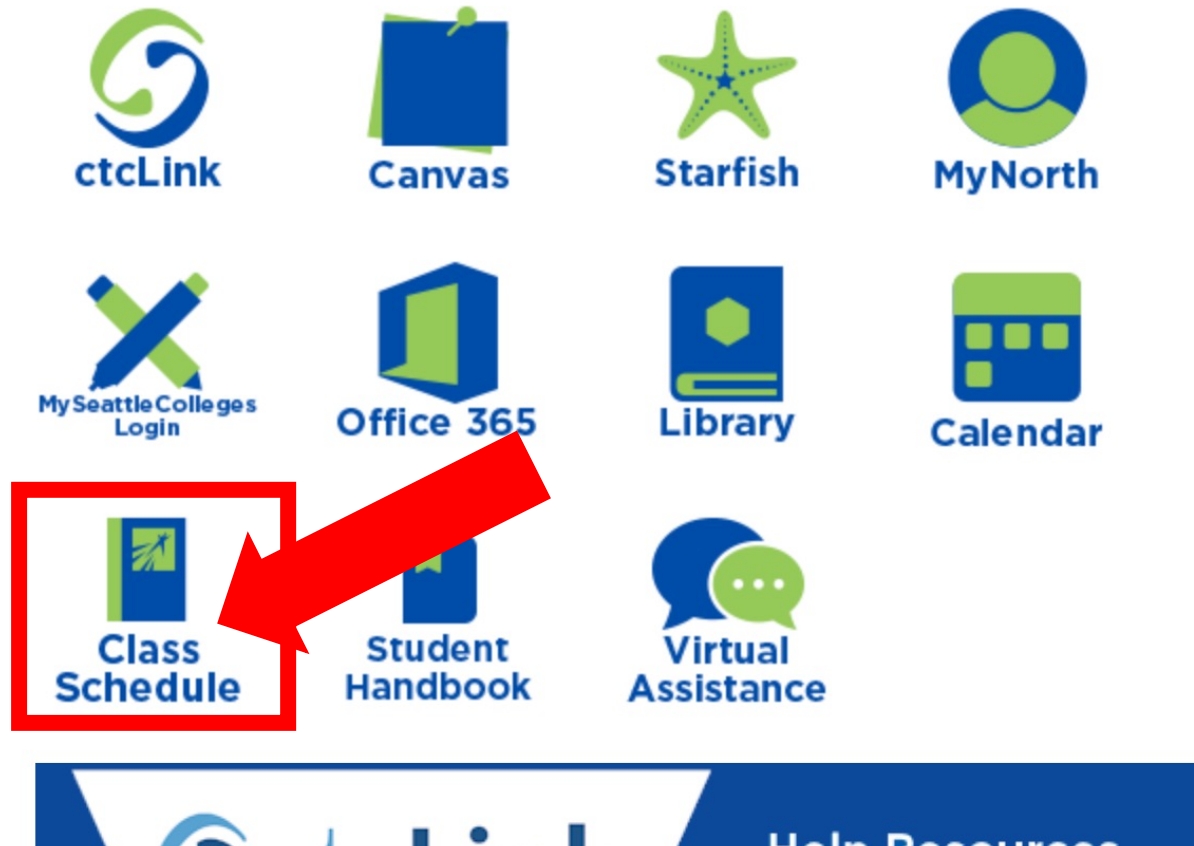 ctcLink
Canvas
Starfish
MyNorth
MySeattleColleges
Login
Office 365
Library
Calendar
Class
Schedule
Student
Handbook
Virtual
Assistance
Help Resources